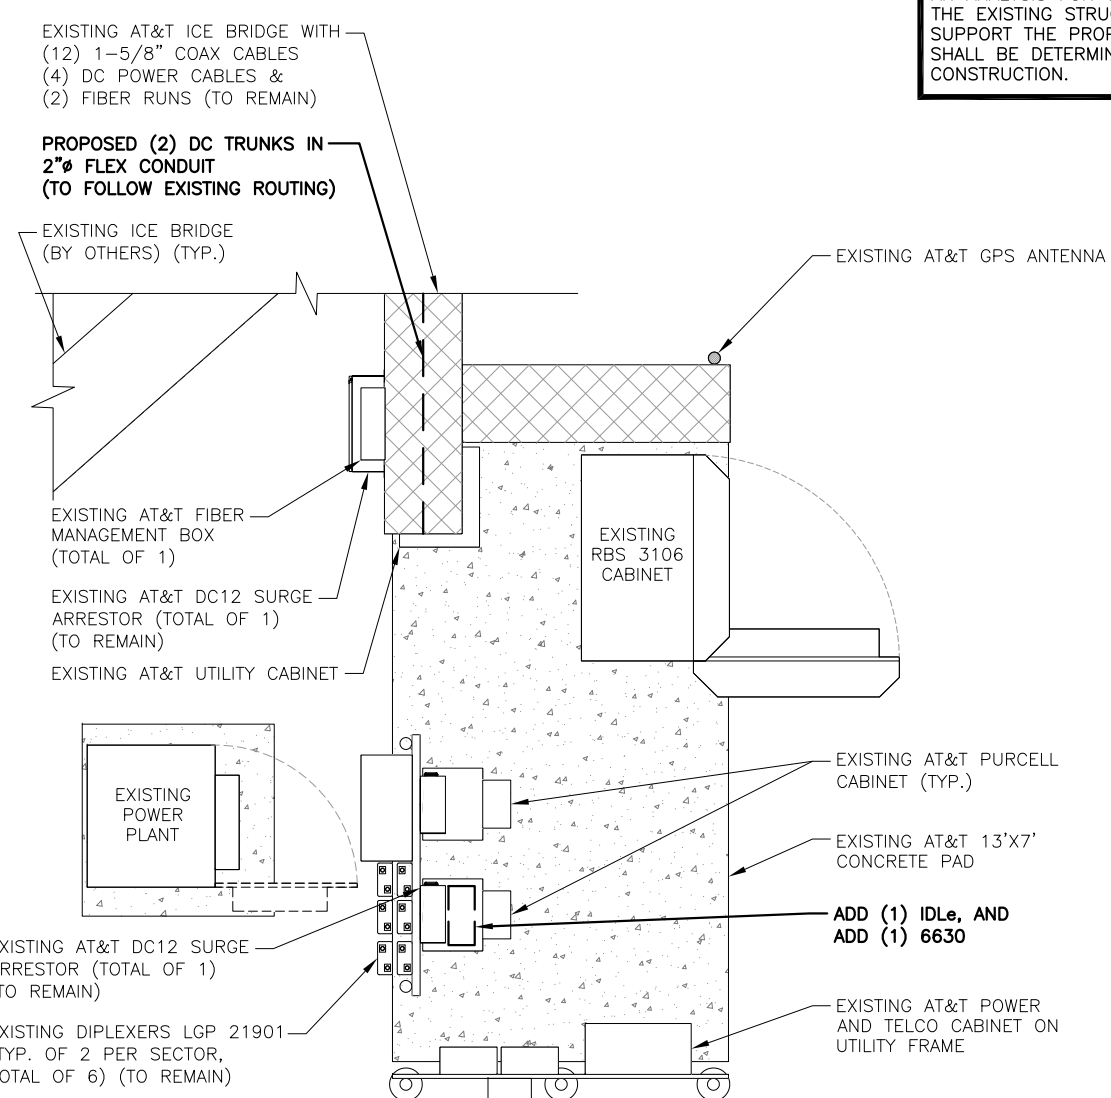 THE EXISTING STRUC
SUPPORT THE PROP
SHALL BE DETERMIN
CONSTRUCTION.
EXISTING AT&T ICE BRIDGE WITH
(12) 1-5/8" COAX CABLES
(4) DC POWER CABLES &
(2) FIBER RUNS (TO REMAIN)
PROPOSED (2) DC TRUNKS IN
2"ø FLEX CONDUIT
(TO FOLLOW EXISTING ROUTING)
EXISTING ICE BRIDGE
(BY OTHERS) (TYP.)
EXISTING AT&T GPS ANTENNA
EXISTING AT&T FIBER
MANAGEMENT BOX
(TOTAL OF 1)
EXISTING
RBS 3106
CABINET
EXISTING AT&T DC12 SURGE
ARRESTOR (TOTAL OF 1)
(TO REMAIN)
EXISTING AT&T UTILITY CABINET
EXISTING
POWER
PLANT
EXISTING AT&T PURCELL
CABINET (TYP.)
EXISTING AT&T 13'X7'
CONCRETE PAD
ADD (1) IDLe, AND
ADD (1) 6630
XISTING AT&T DC12 SURGE
RRESTOR (TOTAL OF 1)
TO REMAIN)
XISTING DIPLEXERS LGP 21901
TYP. OF 2 PER SECTOR,
OTAL OF 6) (TO REMAIN)
EXISTING AT&T POWER
AND TELCO CABINET ON
UTILITY FRAME